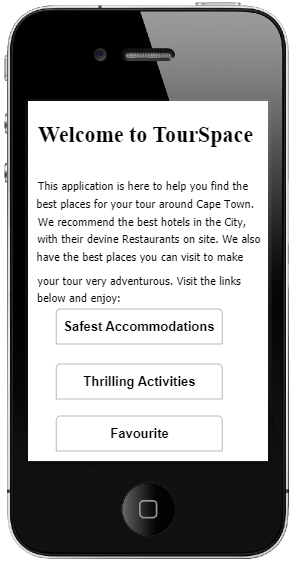 Welcome to TourSpace
This application is here to help you find the
best places for your tour around Cape Town.
We recommend the best hotels in the City,
with their devine Restaurants on site. We also
have the best places you can visit to make
your tour very adventurous. Visit the links
below and enjoy:
Safest Accommodations
Thrilling Activities
Favourite